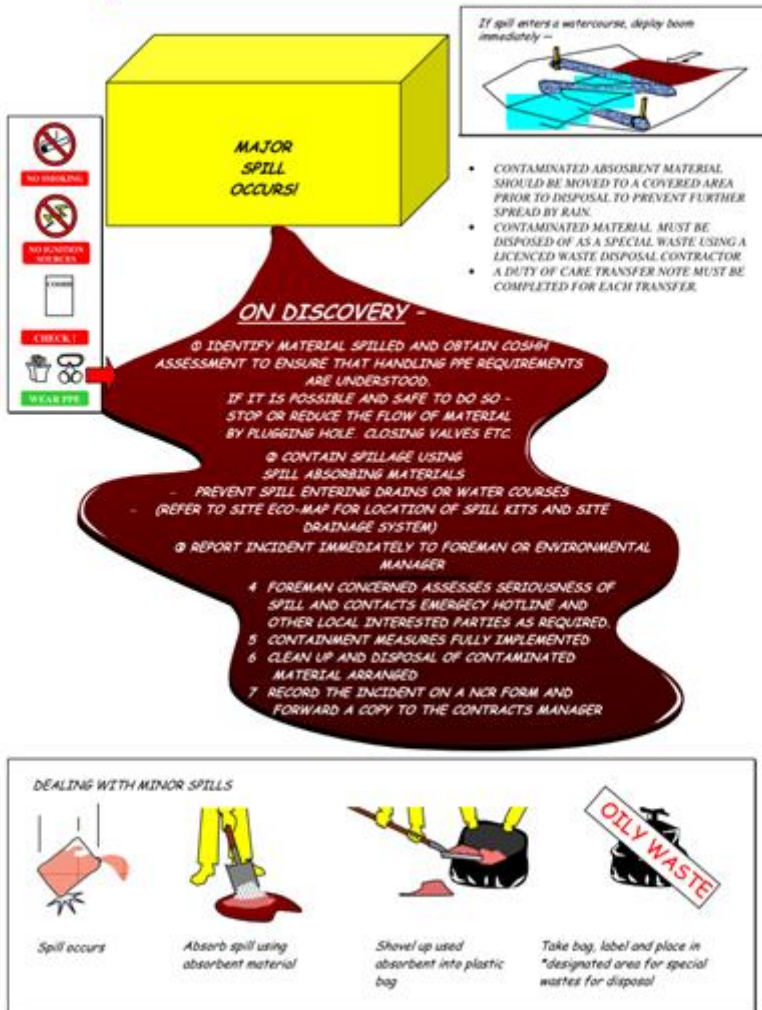 If spill enters a watercourse, deploy boom
immediately –
MAJOR
SPILL
OCCURS!
NO SMOKING
NO IGNITION
SOURCES
COSHH
CHECK !
WEAR PPE
• CONTAMINATED ABSOSBENT MATERIAL
SHOULD BE MOVED TO A COVERED AREA
PRIOR TO DISPOSAL TO PREVENT FURTHER
SPREAD BY RAIN.
• CONTAMINATED MATERIAL MUST BE
DISPOSED OF AS A SPECIAL WASTE USING A
LICENCED WASTE DISPOSAL CONTRACTOR
• A DUTY OF CARE TRANSFER NOTE MUST BE
COMPLETED FOR EACH TRANSFER.
ON DISCOVERY -
① IDENTIFY MATERIAL SPILLED AND OBTAIN COSHH
ASSESSMENT TO ENSURE THAT HANDLING PPE REQUIREMENTS
ARE UNDERSTOOD.
IF IT IS POSSIBLE AND SAFE TO DO SO -
STOP OR REDUCE THE FLOW OF MATERIAL
BY PLUGGING HOLE. CLOSING VALVES ETC
② CONTAIN SPILLAGE USING
SPILL ABSORBING MATERIALS
- PREVENT SPILL ENTERING DRAINS OR WATER COURSES
- (REFER TO SITE ECO-MAP FOR LOCATION OF SPILL KITS AND SITE
DRAINAGE SYSTEM)
③ REPORT INCIDENT IMMEDIATELY TO FOREMAN OR ENVIRONMENTAL
MANAGER
4 FOREMAN CONCERNED ASSESSES SERIOUSNESS OF
SPILL AND CONTACTS EMERGECY HOTLINE AND
OTHER LOCAL INTERESTED PARTIES AS REQUIRED.
5 CONTAINMENT MEASURES FULLY IMPLEMENTED
6 CLEAN UP AND DISPOSAL OF CONTAMINATED
MATERIAL ARRANGED
7 RECORD THE INCIDENT ON A NCR FORM AND
FORWARD A COPY TO THE CONTRACTS MANAGER
DEALING WITH MINOR SPILLS
OILY WASTE
Spill occurs
Absorb spill using
absorbent material
Shovel up used
absorbent into plastic
bag
Take bag, label and place in
*designated area for special
wastes for disposal